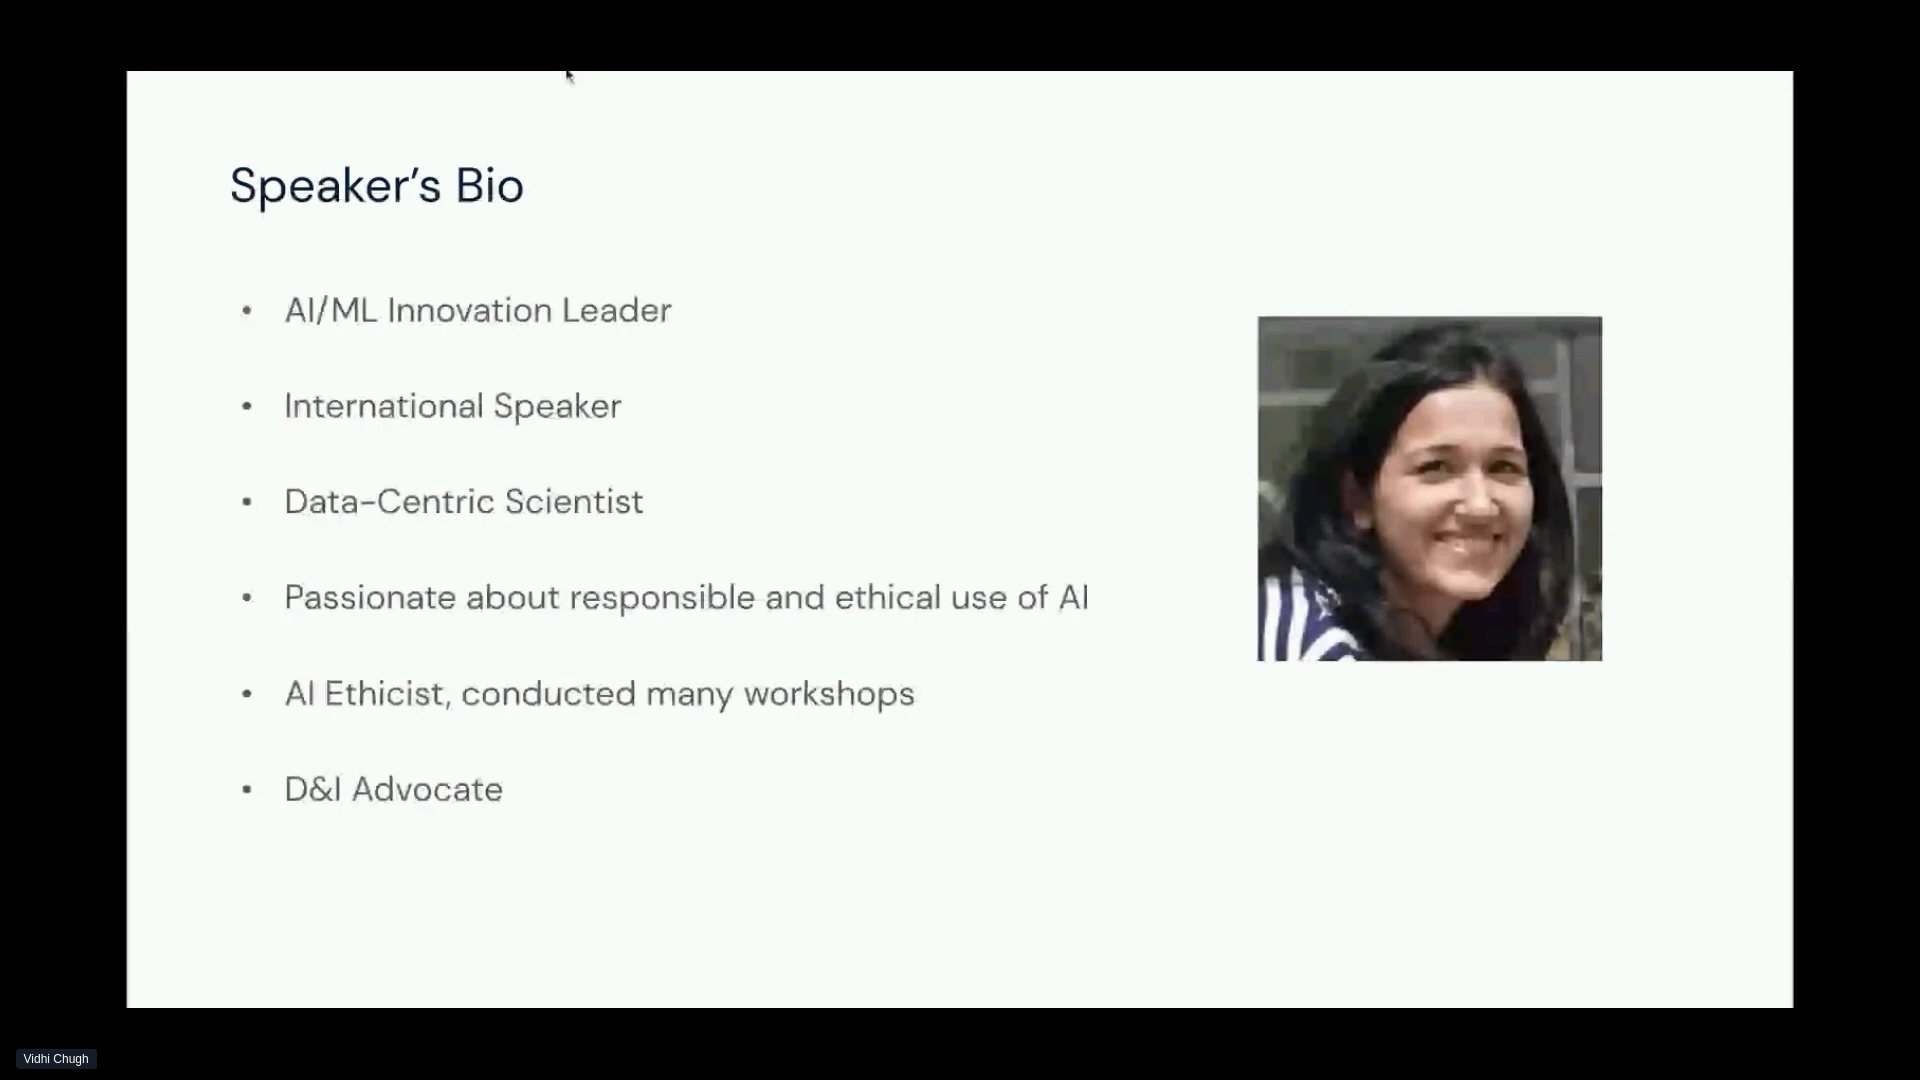 Speaker’s Bio
• AI/ML Innovation Leader
• International Speaker
• Data-Centric Scientist
• Passionate about responsible and ethical use of AI
• AI Ethicist, conducted many workshops
• D&I Advocate
Vidhi Chugh